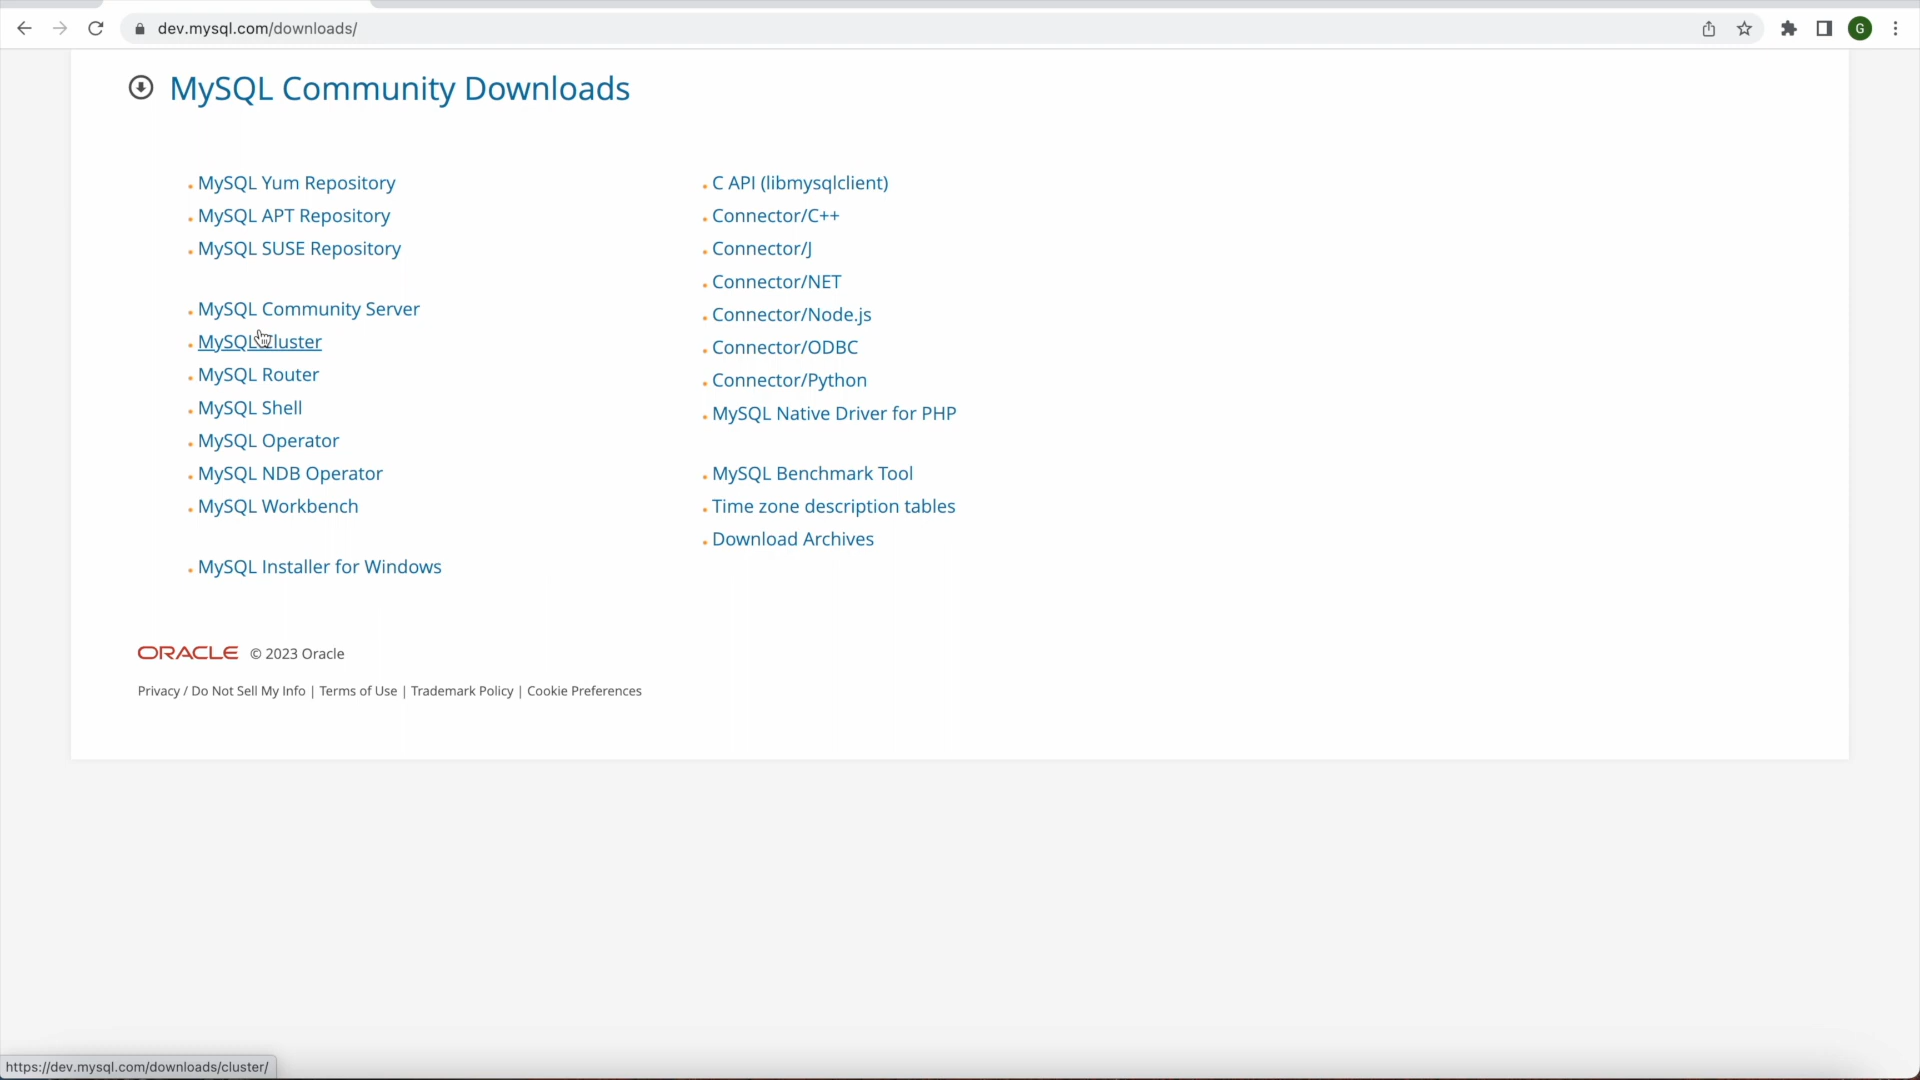 dev.mysql.com/downloads/
G
MySQL Community Downloads
MySQL Yum Repository
MySQL APT Repository
MySQL SUSE Repository
MySQL Community Server
MySQL Cluster
MySQL Router
MySQL Shell
MySQL Operator
MySQL NDB Operator
MySQL Workbench
MySQL Installer for Windows
C API (libmysqlclient)
Connector/C++
Connector/J
Connector/NET
Connector/Node.js
Connector/ODBC
Connector/Python
MySQL Native Driver for PHP
MySQL Benchmark Tool
Time zone description tables
Download Archives
ORACLE © 2023 Oracle
Privacy / Do Not Sell My Info | Terms of Use | Trademark Policy | Cookie Preferences
https://dev.mysql.com/downloads/cluster/